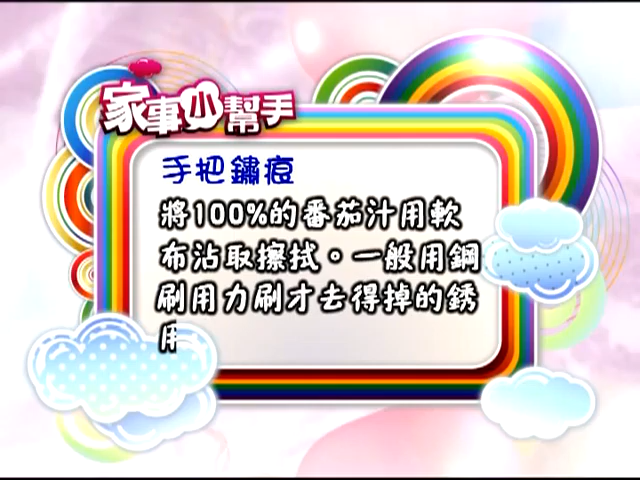 家事小幫手
手把鏽痕
將100%的番茄汁用軟
布沾取擦拭。一般用鋼
刷用力刷才去得掉的銹
用